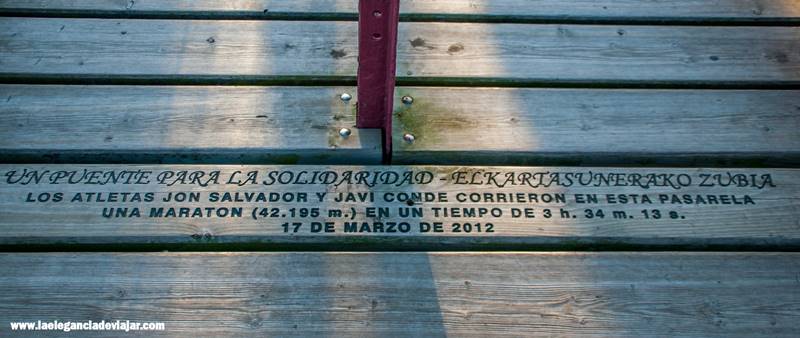 UN PUENTE PARA LA SOLIDARIDAD - ELKARTASUNERAKO ZUBIA
LOS ATLETAS JON SALVADOR Y JAVI CONDE CORRIERON EN ESTA PASARELA
UNA MARATON (42.195 m.) EN UN TIEMPO DE 3 h. 34 m. 13 s.
17 DE MARZO DE 2012
www.laeleganciadeviajar.com